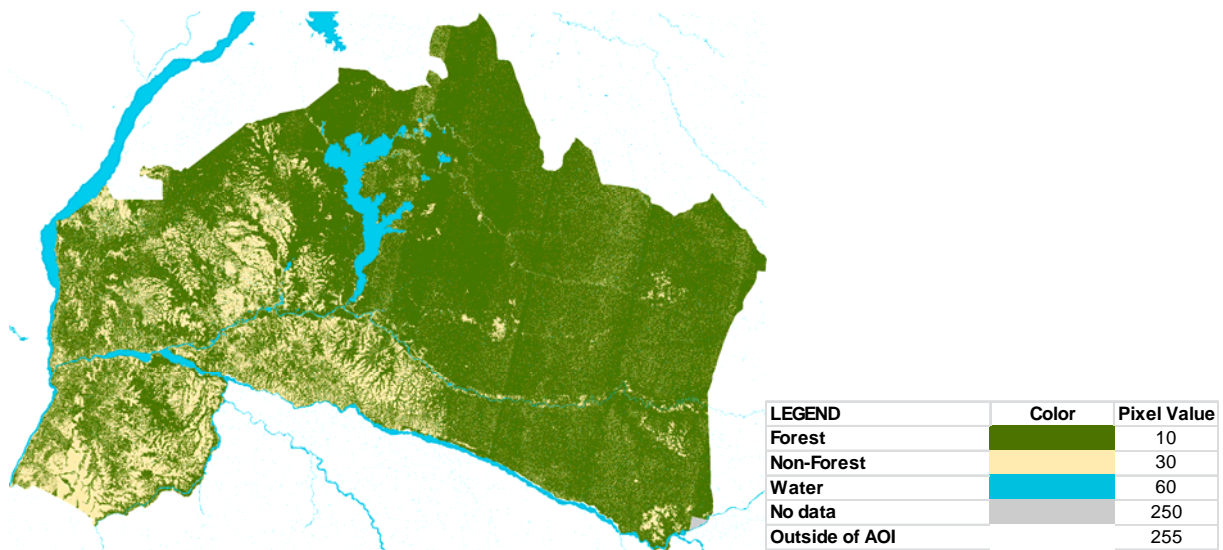 LEGEND Color Pixel Value
Forest 10
Non-Forest 30
Water 60
No data 250
Outside of AOI 255